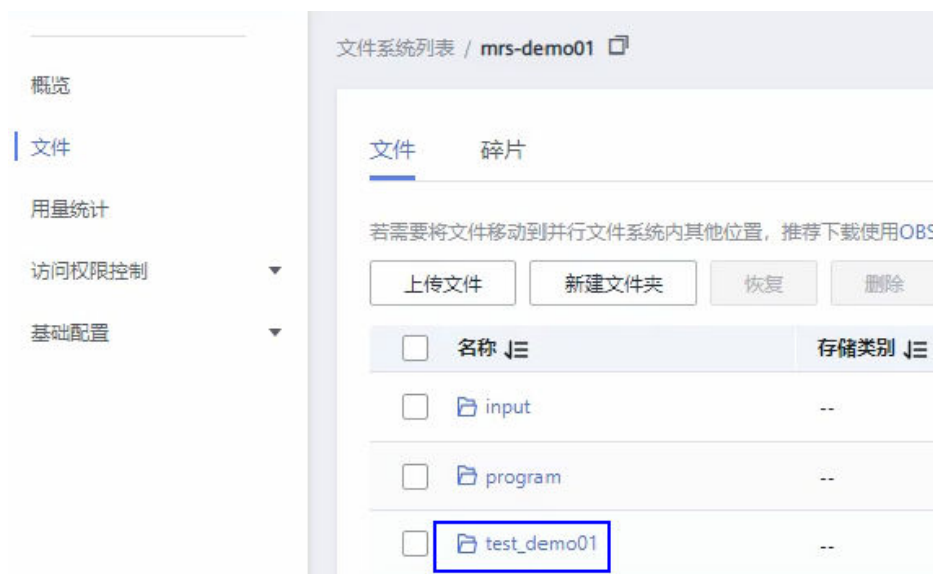 文件系统列表 / mrs-demo01
概览
文件
用量统计
访问权限控制
基础配置
文件 碎片
若需要将文件移动到并行文件系统内其他位置，推荐下载使用OBS
上传文件 新建文件夹 恢复 删除
名称 存储类别
input --
program --
test_demo01 --